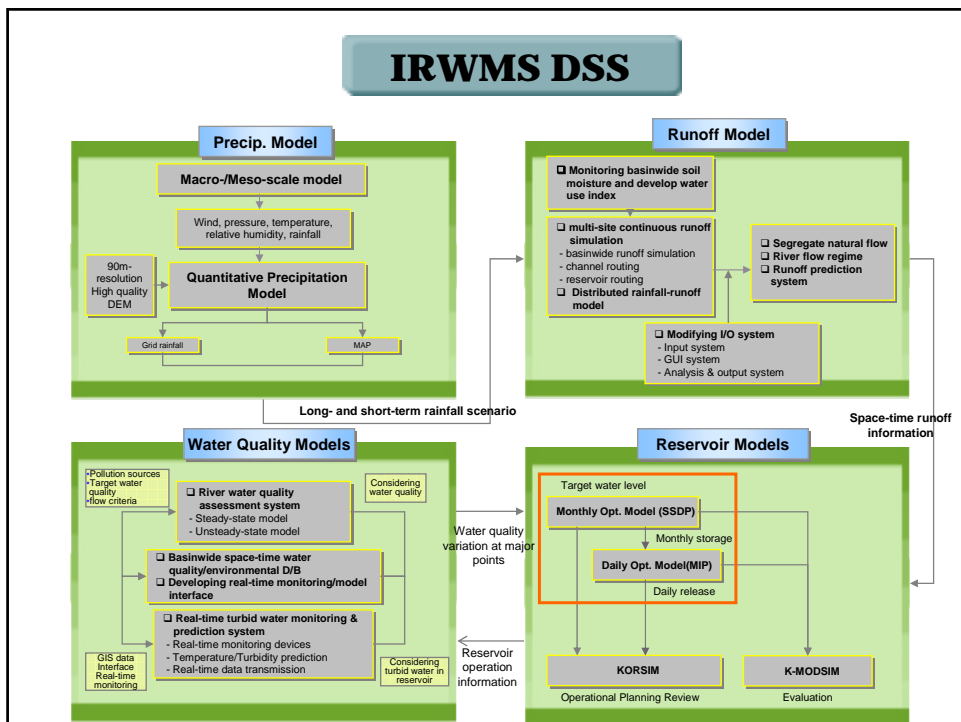 IRWMS DSS
Precip. Model
Macro-/Meso-scale model
Wind, pressure, temperature,
relative humidity, rainfall
90m-
resolution
High quality
DEM
Quantitative Precipitation
Model
Grid rainfall
MAP
Runoff Model
❑ Monitoring basinwide soil
moisture and develop water
use index
❑ multi-site continuous runoff
simulation
- basinwide runoff simulation
- channel routing
- reservoir routing
❑ Distributed rainfall-runoff
model
❑ Segregate natural flow
❑ River flow regime
❑ Runoff prediction
system
❑ Modifying I/O system
- Input system
- GUI system
- Analysis & output system
Long- and short-term rainfall scenario
Space-time runoff
information
Water Quality Models
•Pollution sources
•Target water
quality
•flow criteria
❑ River water quality
assessment system
- Steady-state model
- Unsteady-state model
Considering
water quality
❑ Basinwide space-time water
quality/environmental D/B
❑ Developing real-time monitoring/model
interface
❑ Real-time turbid water monitoring &
prediction system
- Real-time monitoring devices
- Temperature/Turbidity prediction
- Real-time data transmission
GIS data
Interface
Real-time
monitoring
Considering
turbid water in
reservoir
Water quality
variation at major
points
Reservoir
operation
information
Reservoir Models
Target water level
Monthly Opt. Model (SSDP)
Monthly storage
Daily Opt. Model(MIP)
Daily release
KORSIM
K-MODSIM
Operational Planning Review
Evaluation